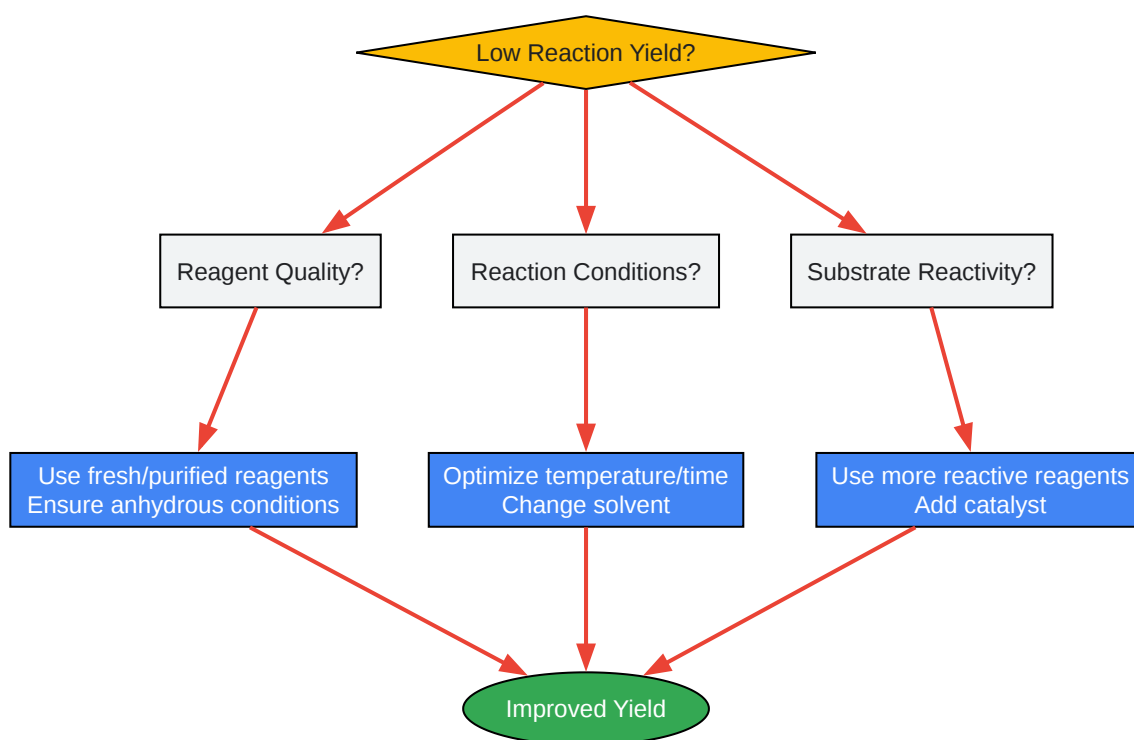 Low Reaction Yield?
Reagent Quality?
Reaction Conditions?
Substrate Reactivity?
Use fresh/purified reagents
Ensure anhydrous conditions
Optimize temperature/time
Change solvent
Use more reactive reagents
Add catalyst
Improved Yield